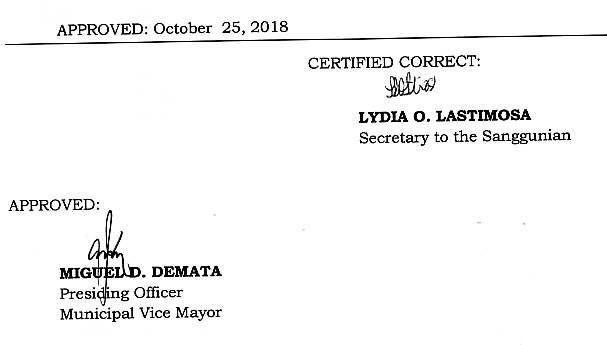 APPROVED: October 25, 2018
CERTIFIED CORRECT:
LYDIA O. LASTIMOSA
Secretary to the Sanggunian
APPROVED:
MIGUEL D. DEMATA
Presiding Officer
Municipal Vice Mayor